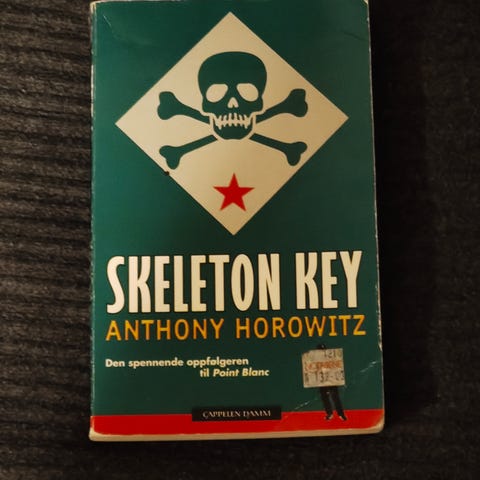 SKELETON KEY
ANTHONY HOROWITZ
Den spennende oppfølgeren
til Point Blanc
CAPPELEN DAMM